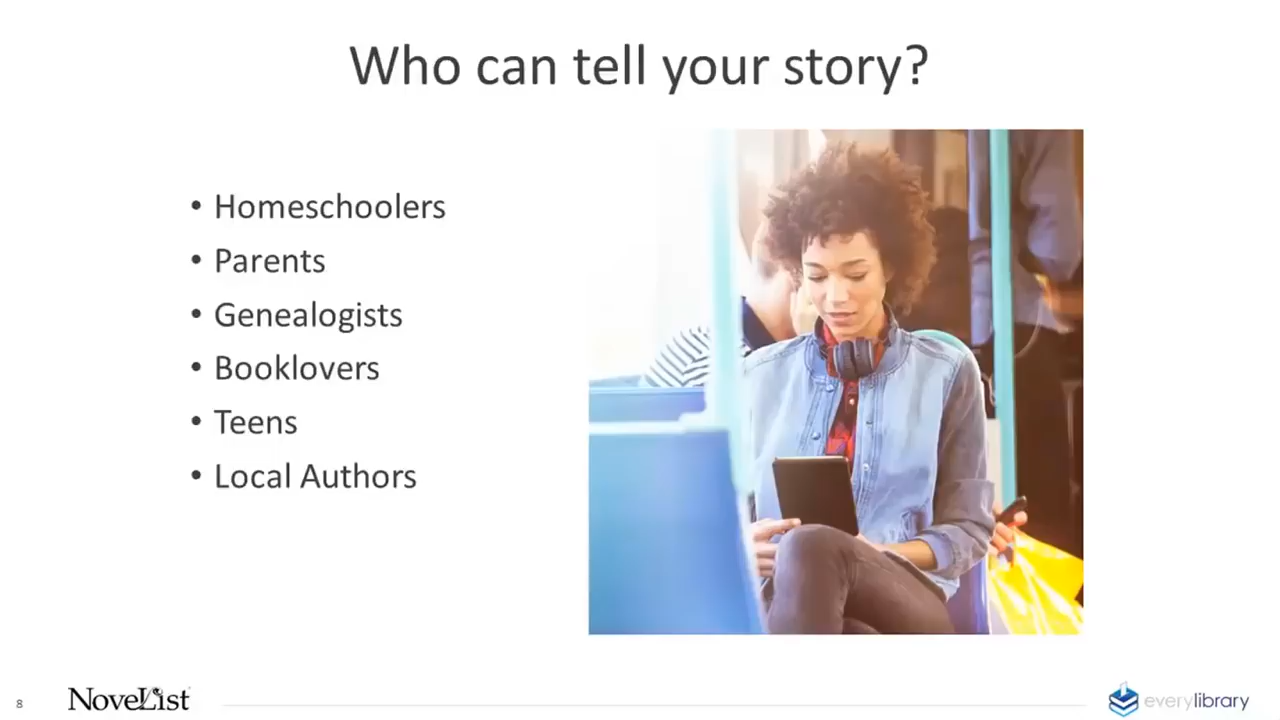 Who can tell your story?
• Homeschoolers
• Parents
• Genealogists
• Booklovers
• Teens
• Local Authors
8
NoveList
everylibrary